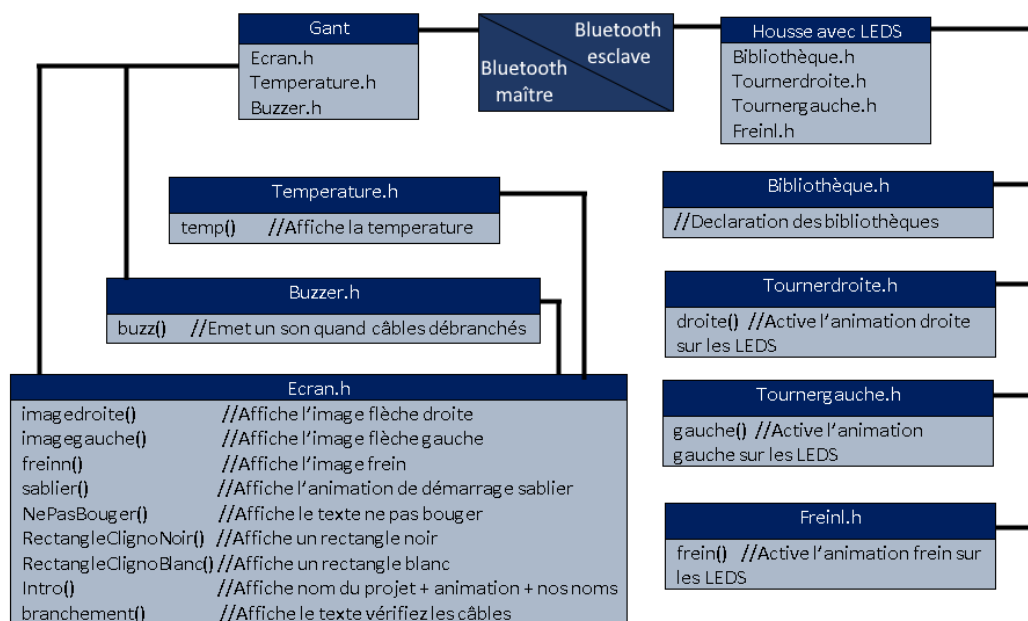 Gant
Ecran.h
Temperature.h
Buzzer.h
Bluetooth
esclave
Bluetooth
maître
Housse avec LEDS
Bibliothèque.h
Tournerdroite.h
Tournergauche.h
Freinl.h
Temperature.h
temp() //Affiche la temperature
Bibliothèque.h
//Declaration des bibliothèques
Buzzer.h
buzz() //Emet un son quand câbles débranchés
Tournerdroite.h
droite() //Active l'animation droite
sur les LEDS
Ecran.h
imagedroite() //Affiche l'image flèche droite
imagegauche() //Affiche l'image flèche gauche
freinn() //Affiche l'image frein
sablier() //Affiche l'animation de démarrage sablier
NePasBouger() //Affiche le texte ne pas bouger
RectangleClignoNoir() //Affiche un rectangle noir
RectangleClignoBlanc() //Affiche un rectangle blanc
Intro() //Affiche nom du projet + animation + nos noms
branchement() //Affiche le texte vérifiez les câbles
Tournergauche.h
gauche() //Active l'animation
gauche sur les LEDS
Freinl.h
frein() //Active l'animation frein sur
les LEDS